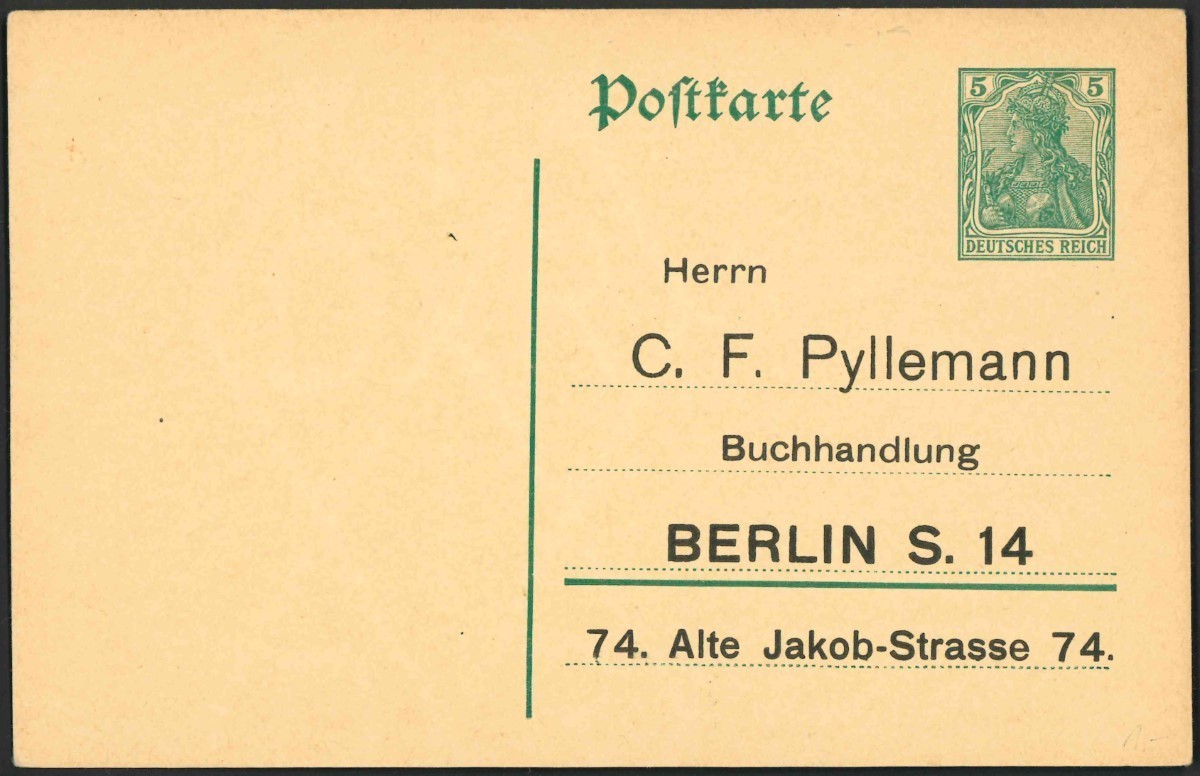 Poſtkarte
5 5
DEUTSCHES REICH
Herrn
C. F. Pyllemann
Buchhandlung
BERLIN S. 14
74. Alte Jakob-Strasse 74.